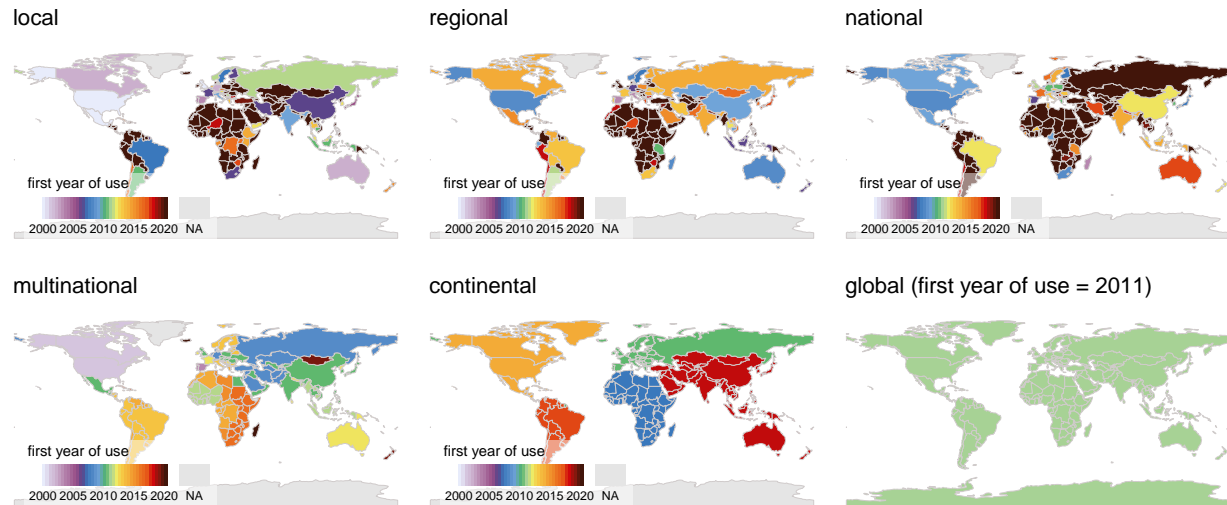 local
regional
national
first year of use
first year of use
first year of use
2000 2005 2010 2015 2020 NA
2000 2005 2010 2015 2020 NA
2000 2005 2010 2015 2020 NA
multinational
continental
global (first year of use = 2011)
first year of use
first year of use
2000 2005 2010 2015 2020 NA
2000 2005 2010 2015 2020 NA